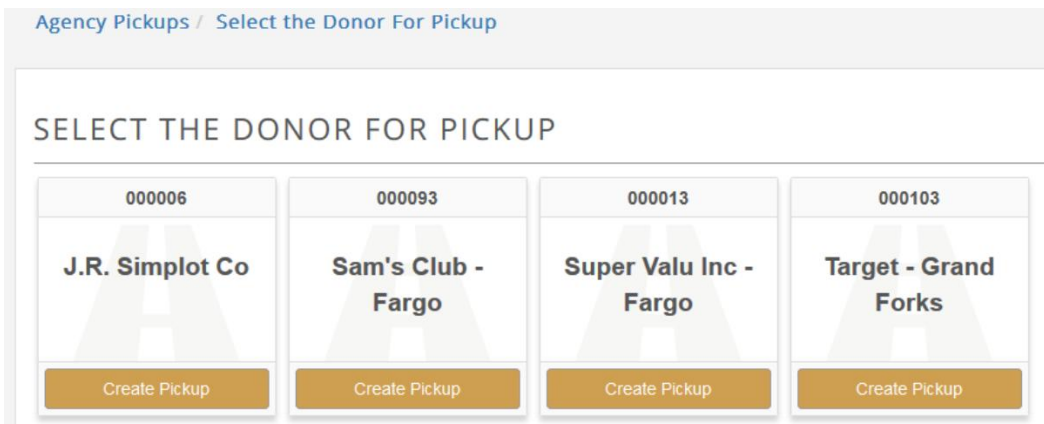 Agency Pickups / Select the Donor For Pickup
SELECT THE DONOR FOR PICKUP
000006
J.R. Simplot Co
Create Pickup
000093
Sam's Club -
Fargo
Create Pickup
000013
Super Valu Inc -
Fargo
Create Pickup
000103
Target - Grand
Forks
Create Pickup